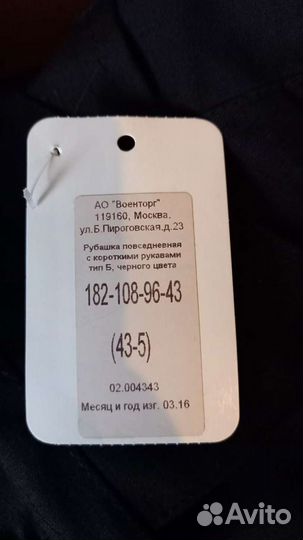 АО "Военторг"
119160, Москва,
ул.Б.Пироговская,д.23
Рубашка повседневная
с короткими рукавами
тип Б, черного цвета
182-108-96-43
(43-5)
02.004343
Месяц и год изг. 03.16
Avito